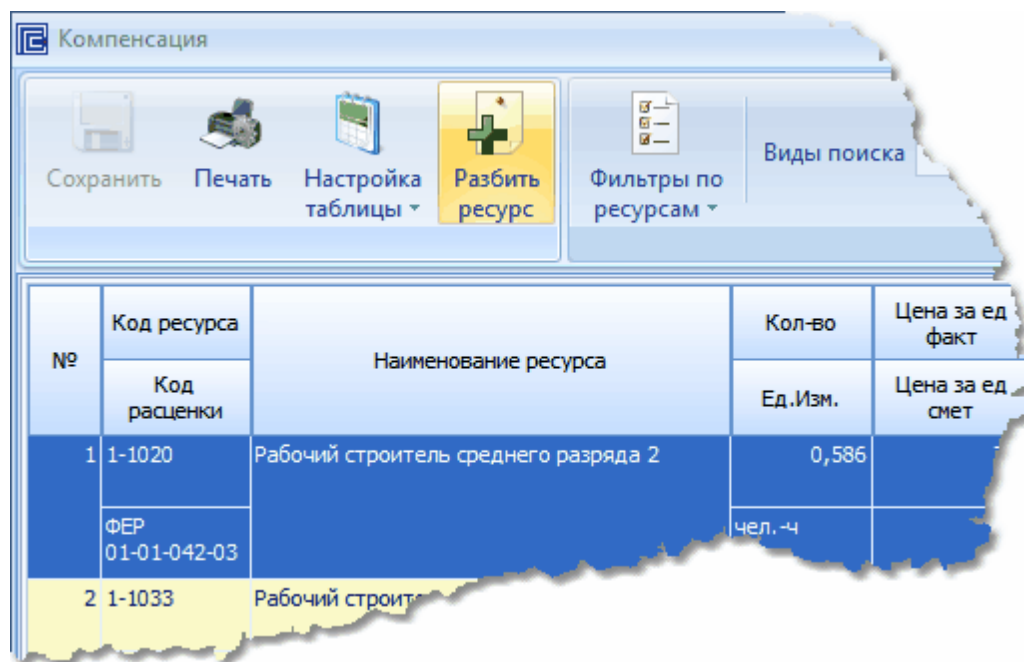 Компенсация
Сохранить
Печать
Настройка
таблицы
Разбить
ресурс
Фильтры по
ресурсам
Виды поиска
№
Код ресурса
Код
расценки
Наименование ресурса
Кол-во
Ед.Изм.
Цена за ед
факт
Цена за ед
смет
1
1-1020
Рабочий строитель среднего разряда 2
0,586
ФЕР
01-01-042-03
чел.-ч
2
1-1033
Рабочий